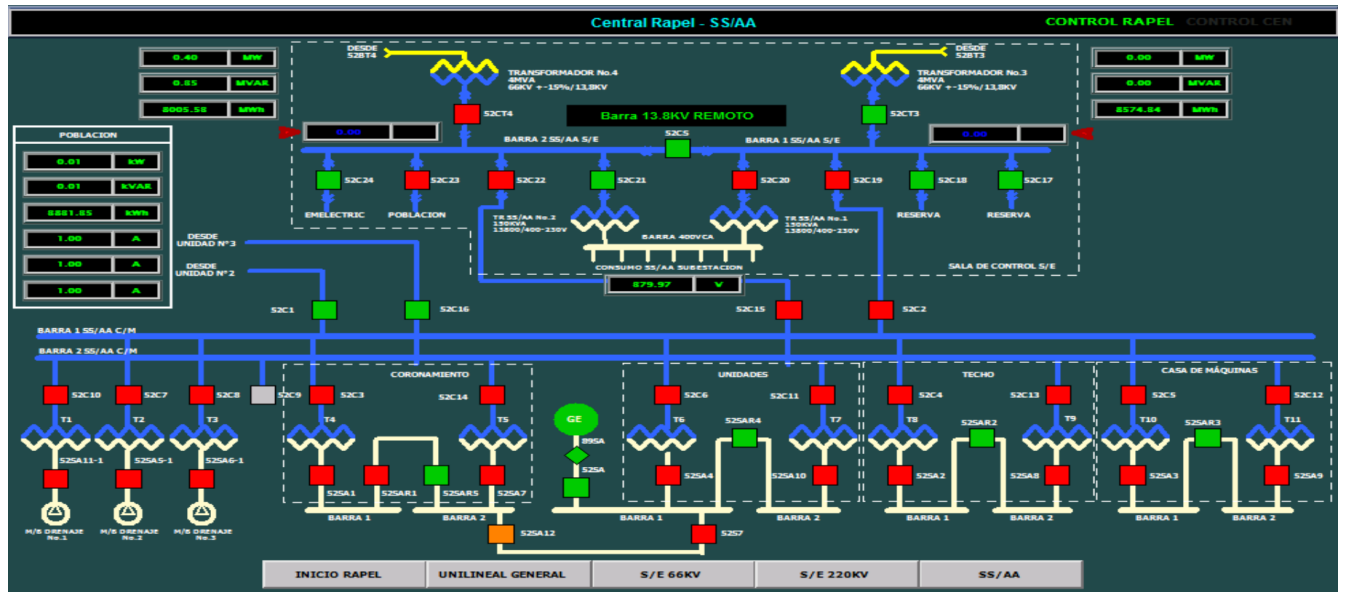 Central Rapel - SS/AA
CONTROL RAPEL CONTROL CEN
0.40 MW
0.85 MVAR
8005.58 MWh
DESDE
S2BT4
TRANSFORMADOR No.4
4MVA
66KV +-15%/13,8KV
S2CT4
DESDE
S2BT3
TRANSFORMADOR No.3
4MVA
66KV +-15%/13,8KV
S2CT3
0.00 MW
0.00 MVAR
8574.84 MWh
Barra 13.8KV REMOTO
0.00
0.00
BARRA 2 SS/AA S/E
S2CS
BARRA 1 SS/AA S/E
POBLACION
0.01 kW
0.01 kVAR
8881.85 kWh
1.00 A
1.00 A
1.00 A
S2C24
S2C23
S2C22
S2C21
S2C20
S2C19
S2C18
S2C17
EMELECTRIC
POBLACION
TR SS/AA No.2
150KVA
13800/400-230V
TR SS/AA No.1
150KVA
13800/400-230V
RESERVA
RESERVA
BARRA 400VCA
CONSUMO SS/AA SUBESTACION
SALA DE CONTROL S/E
DESDE
UNIDAD N°3
DESDE
UNIDAD N°2
879.97 V
S2C1
S2C16
S2C15
S2C2
BARRA 1 SS/AA C/M
BARRA 2 SS/AA C/M
CORONAMIENTO
UNIDADES
TECHO
CASA DE MÁQUINAS
S2C10
S2C7
S2C8
S2C9
S2C3
S2C14
S2C6
S2C11
S2C4
S2C13
S2C5
S2C12
T1
T2
T3
T4
T5
GE
T6
S2SAR4
T7
T8
S2SAR2
T9
T10
S2SAR3
T11
B9SA
S2SA11-1
S2SA5-1
S2SA6-1
S2SA
S2SA1
S2SAR1
S2SAR5
S2SA7
S2SA4
S2SA10
S2SA2
S2SA8
S2SA3
S2SA9
BARRA 1
BARRA 2
BARRA 1
BARRA 2
BARRA 1
BARRA 2
BARRA 1
BARRA 2
M/B DRENAJE
No.1
M/B DRENAJE
No.2
M/B DRENAJE
No.3
S2SA12
S2S7
INICIO RAPEL
UNILINEAL GENERAL
S/E 66KV
S/E 220KV
SS/AA